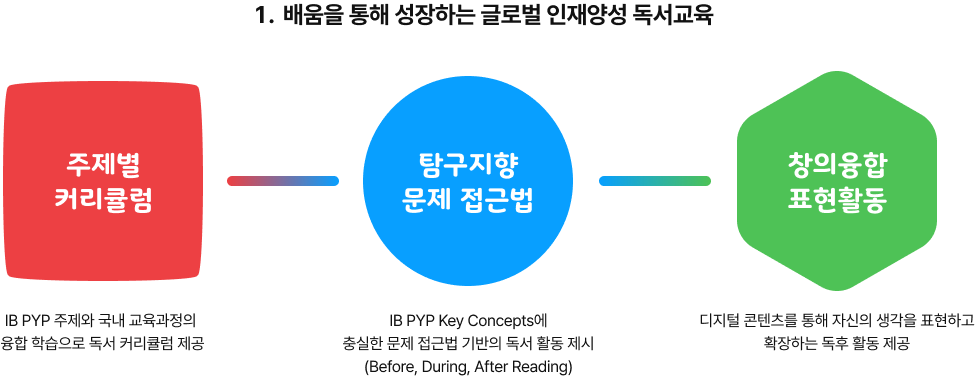 1. 배움을 통해 성장하는 글로벌 인재양성 독서교육
주제별
커리큘럼
탐구지향
문제 접근법
창의융합
표현활동
IB PYP 주제와 국내 교육과정의
융합 학습으로 독서 커리큘럼 제공
IB PYP Key Concepts에
충실한 문제 접근법 기반의 독서 활동 제시
(Before, During, After Reading)
디지털 콘텐츠를 통해 자신의 생각을 표현하고
확장하는 독후 활동 제공